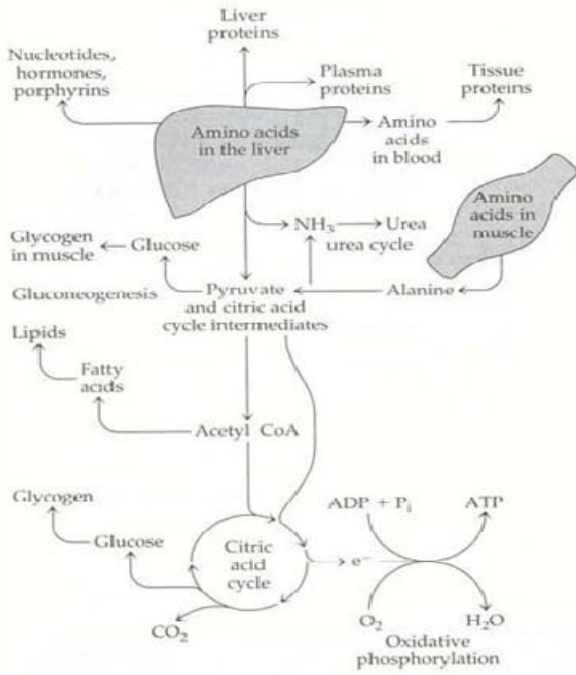 Liver
proteins
Nucleotides,
hormones,
porphyrins
Plasma
proteins
Tissue
proteins
Amino acids
in the liver
Amino
acids
in blood
Amino
acids in
muscle
NH₃
Urea
urea cycle
Glycogen
in muscle
Glucose
Gluconeogenesis
Pyruvate
and citric acid
cycle intermediates
Alanine
Lipids
Fatty
acids
Acetyl CoA
Glycogen
Glucose
Citric
acid
cycle
CO₂
e⁻
ADP + Pᵢ
ATP
O₂
H₂O
Oxidative
phosphorylation